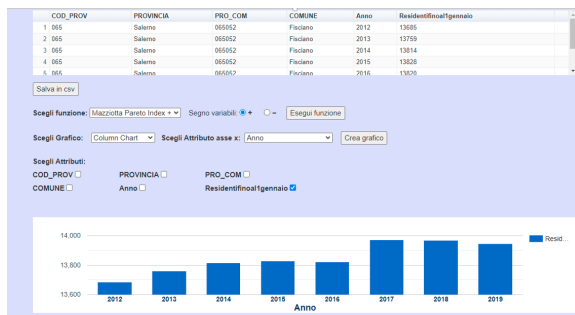 COD_PROV PROVINCIA PRO_COM COMUNE Anno Residentifinoal1gennaio
1 065 Salerno 065052 Fisciano 2012 13685
2 065 Salerno 065052 Fisciano 2013 13759
3 065 Salerno 065052 Fisciano 2014 13814
4 065 Salerno 065052 Fisciano 2015 13828
5 065 Salerno 065052 Fisciano 2016 13820
Salva in csv
Scegli funzione: Mazziotta Pareto Index + Segno variabili: + − Esegui funzione
Scegli Grafico: Column Chart Scegli Attributo asse x: Anno Crea grafico
Scegli Attributi:
COD_PROV PROVINCIA PRO_COM
COMUNE Anno Residentifinoal1gennaio
14,000
Resid...
13,800
13,600
2012 2013 2014 2015 2016 2017 2018 2019
Anno